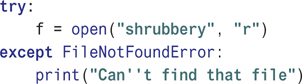 try:
    f = open("shrubbery", "r")
except FileNotFoundError:
    print("Can''t find that file")